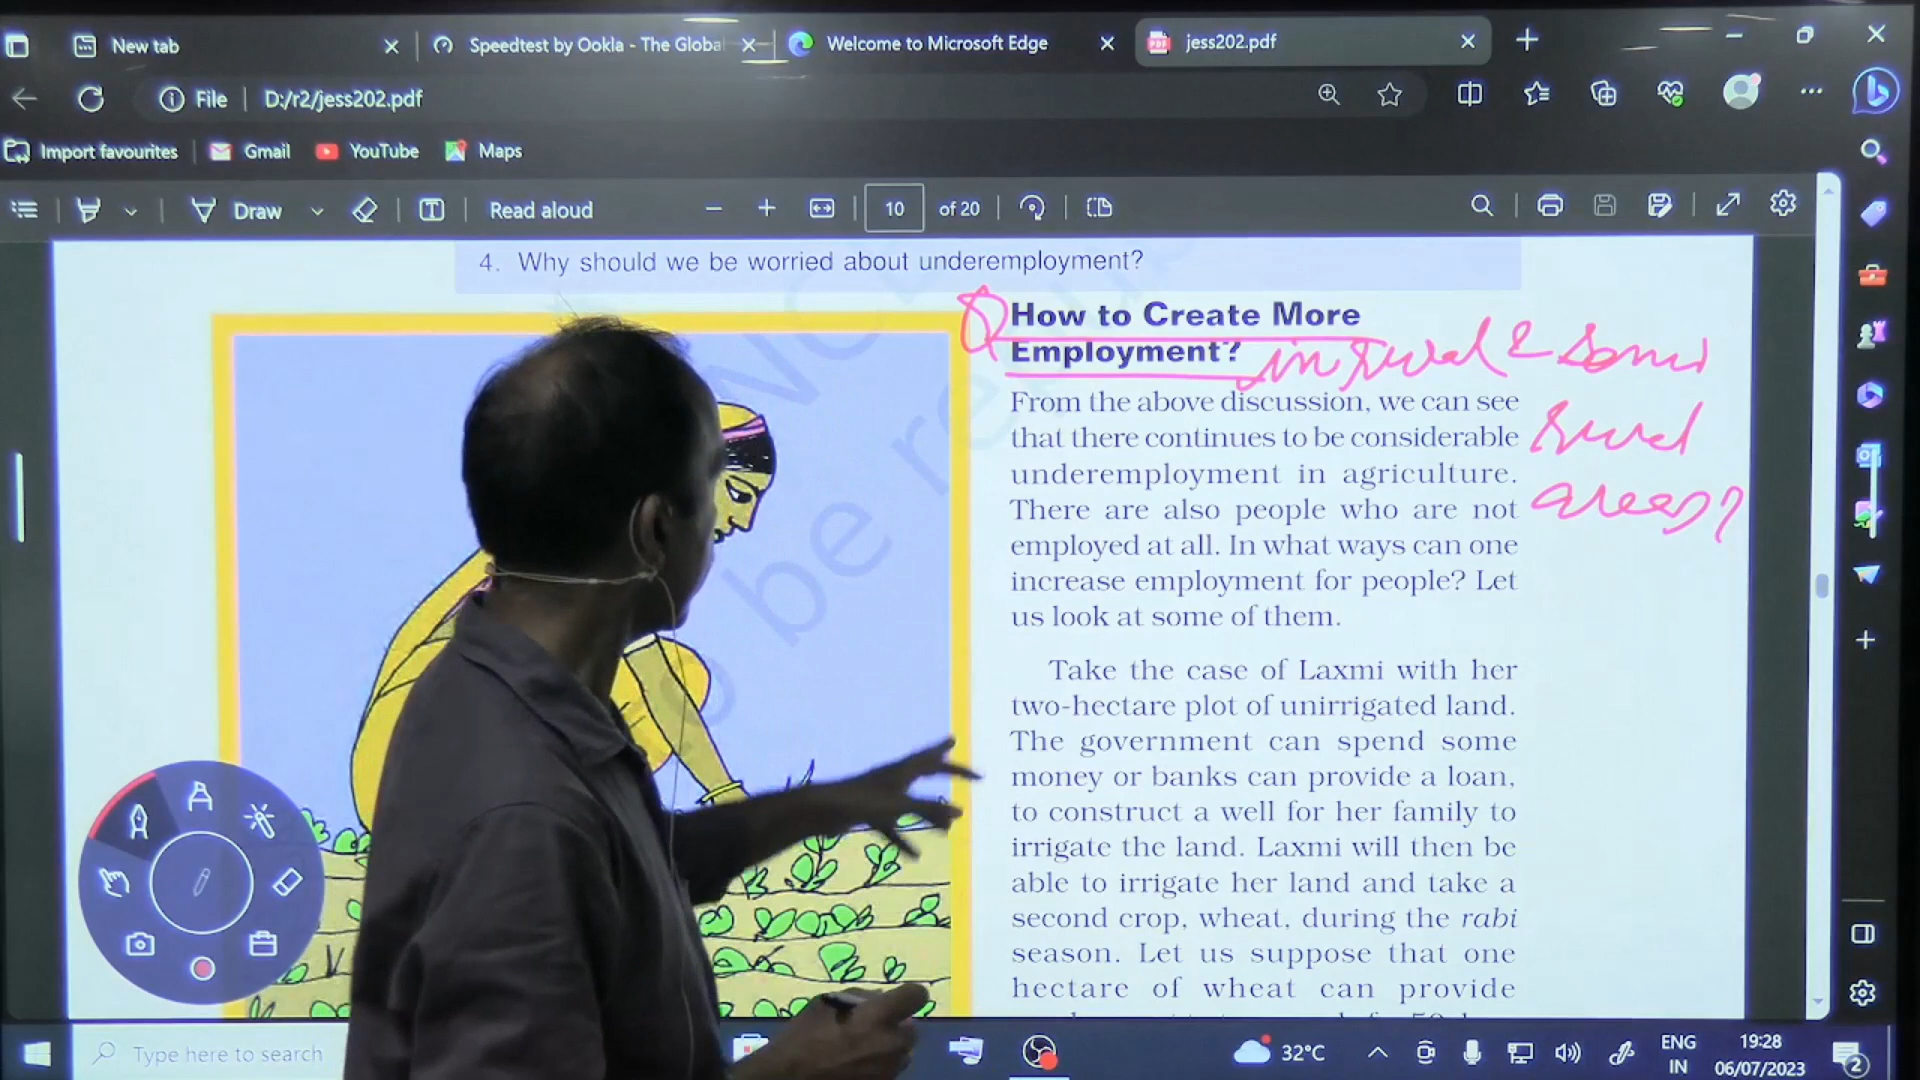 New tab
Speedtest by Ookla - The Globa
Welcome to Microsoft Edge
jess202.pdf
File
D:/r2/jess202.pdf
Import favourites
Gmail
YouTube
Maps
Draw
Read aloud
10
of 20
4. Why should we be worried about underemployment?
Q How to Create More
Employment? in rural & semi
rural
areas?
From the above discussion, we can see
that there continues to be considerable
underemployment in agriculture.
There are also people who are not
employed at all. In what ways can one
increase employment for people? Let
us look at some of them.
Take the case of Laxmi with her
two-hectare plot of unirrigated land.
The government can spend some
money or banks can provide a loan,
to construct a well for her family to
irrigate the land. Laxmi will then be
able to irrigate her land and take a
second crop, wheat, during the rabi
season. Let us suppose that one
hectare of wheat can provide
be re
Type here to search
32°C
ENG
IN
19:28
06/07/2023
2